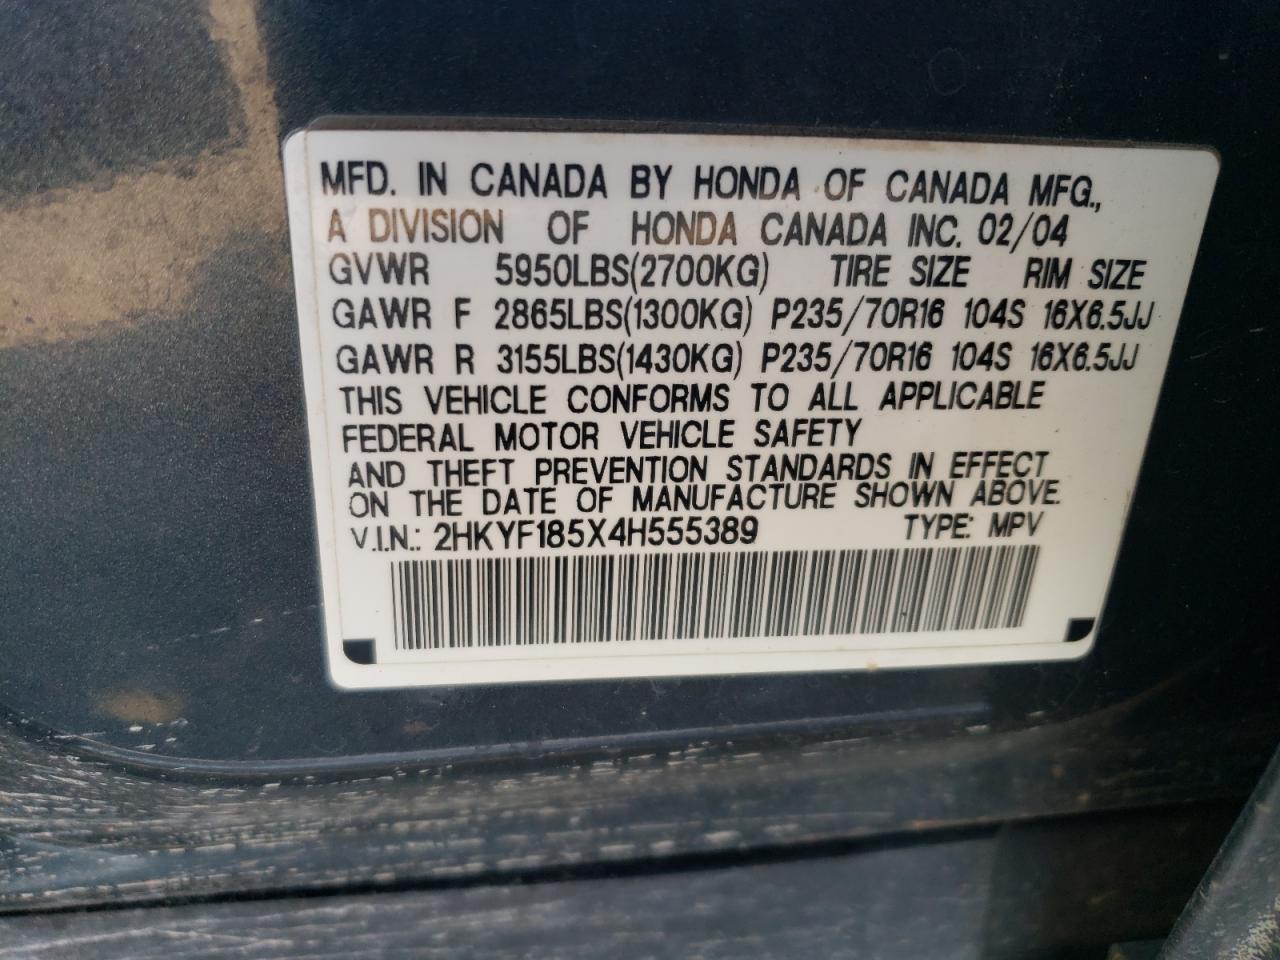 MFD. IN CANADA BY HONDA OF CANADA MFG.,
A DIVISION OF HONDA CANADA INC. 02/04
GVWR 5950LBS(2700KG) TIRE SIZE RIM SIZE
GAWR F 2865LBS(1300KG) P235/70R16 104S 16X6.5JJ
GAWR R 3155LBS(1430KG) P235/70R16 104S 16X6.5JJ
THIS VEHICLE CONFORMS TO ALL APPLICABLE
FEDERAL MOTOR VEHICLE SAFETY
AND THEFT PREVENTION STANDARDS IN EFFECT
ON THE DATE OF MANUFACTURE SHOWN ABOVE.
V.I.N.: 2HKYF185X4H555389 TYPE: MPV